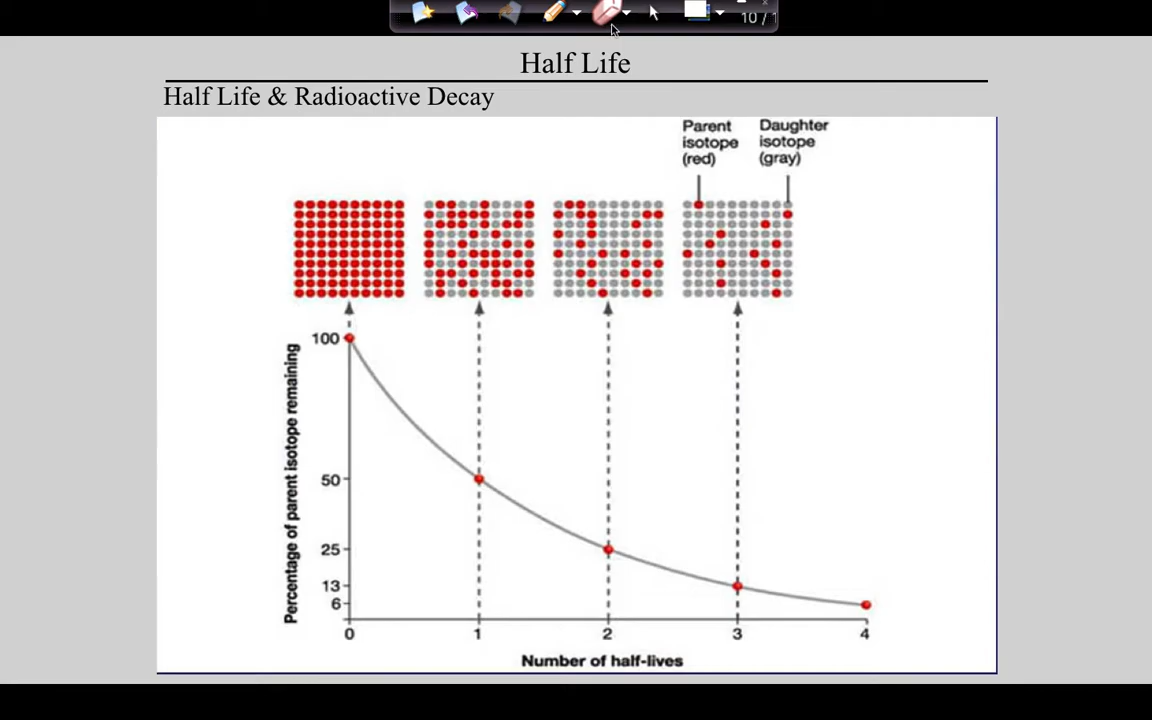 10 / 1
Half Life
Half Life & Radioactive Decay
Parent
isotope
(red)
Daughter
isotope
(gray)
Percentage of parent isotope remaining
100
50
25
13
6
0 1 2 3 4
Number of half-lives